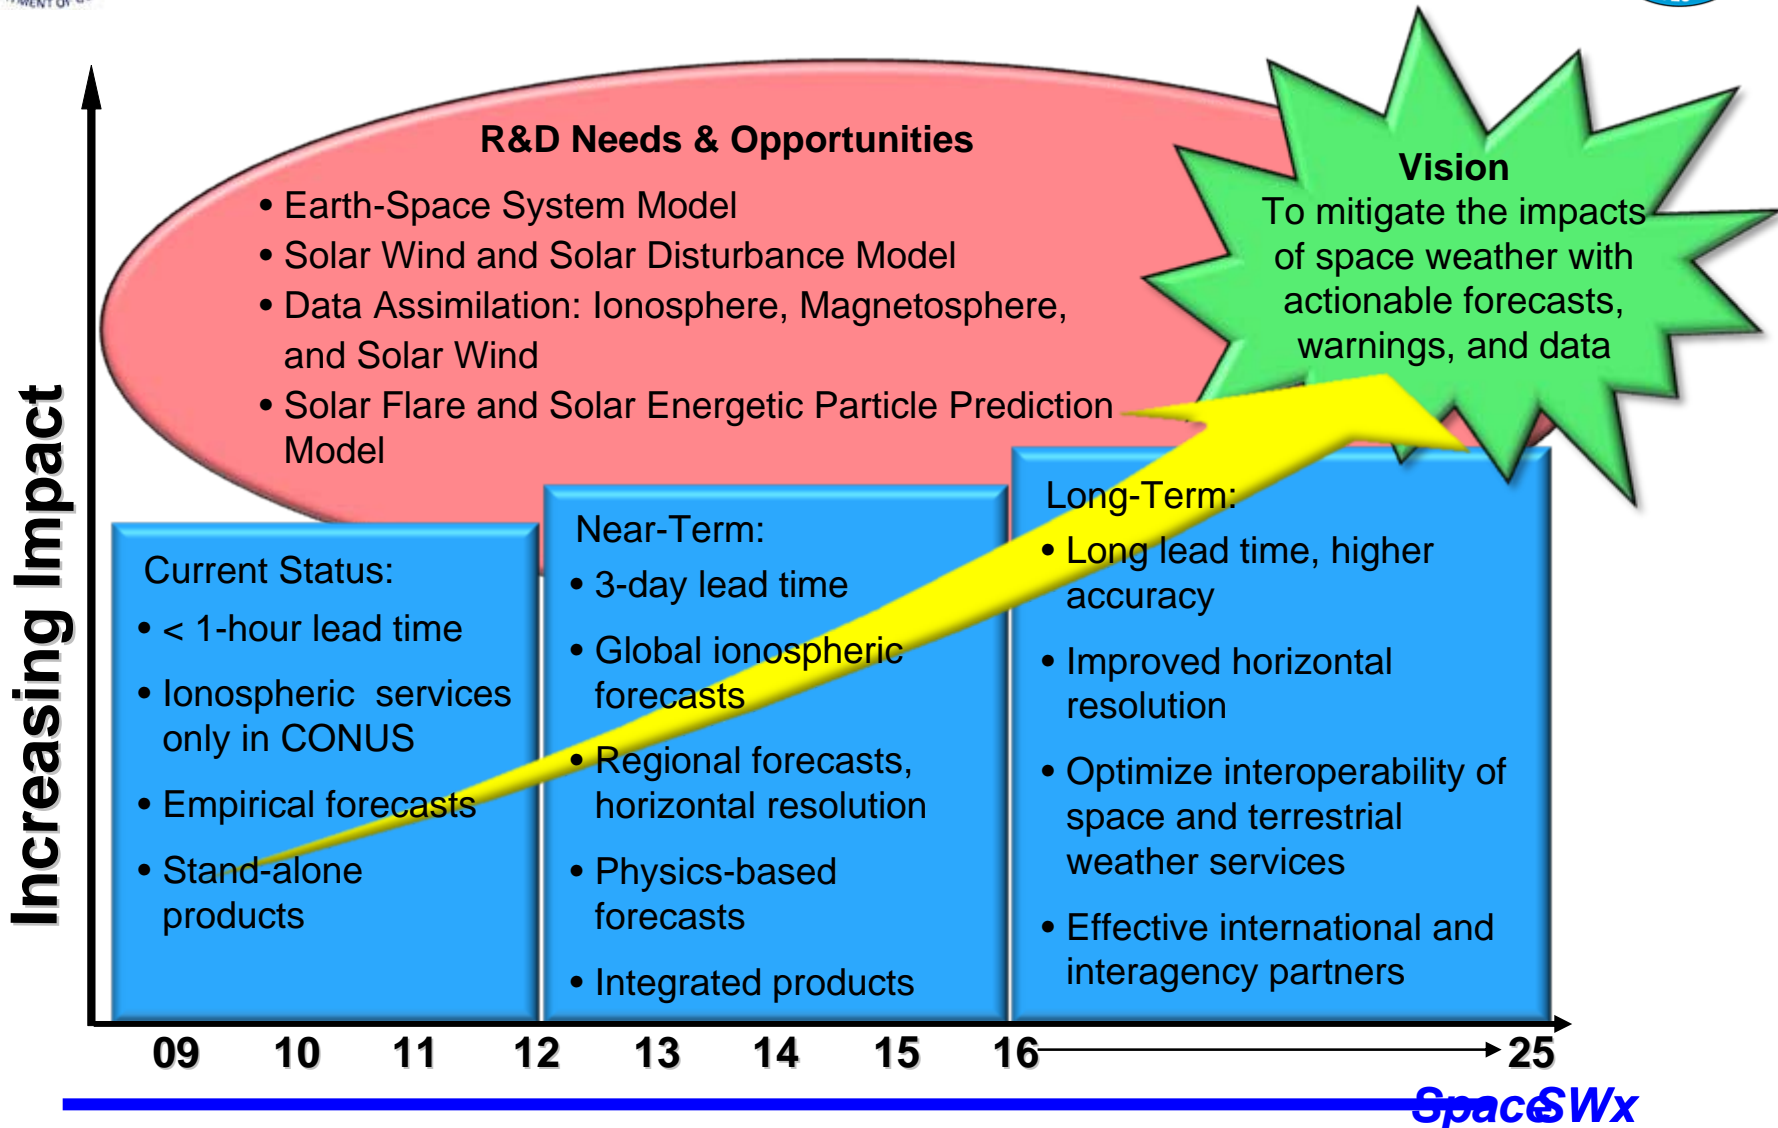 R&D Needs & Opportunities
• Earth-Space System Model
• Solar Wind and Solar Disturbance Model
• Data Assimilation: Ionosphere, Magnetosphere,
and Solar Wind
• Solar Flare and Solar Energetic Particle Prediction
Model
Vision
To mitigate the impacts
of space weather with
actionable forecasts,
warnings, and data
Increasing Impact
Current Status:
• < 1-hour lead time
• Ionospheric services
only in CONUS
• Empirical forecasts
• Stand-alone
products
Near-Term:
• 3-day lead time
• Global ionospheric
forecasts
• Regional forecasts,
horizontal resolution
• Physics-based
forecasts
• Integrated products
Long-Term:
• Long lead time, higher
accuracy
• Improved horizontal
resolution
• Optimize interoperability of
space and terrestrial
weather services
• Effective international and
interagency partners
09 10 11 12 13 14 15 16 25
Space SWx